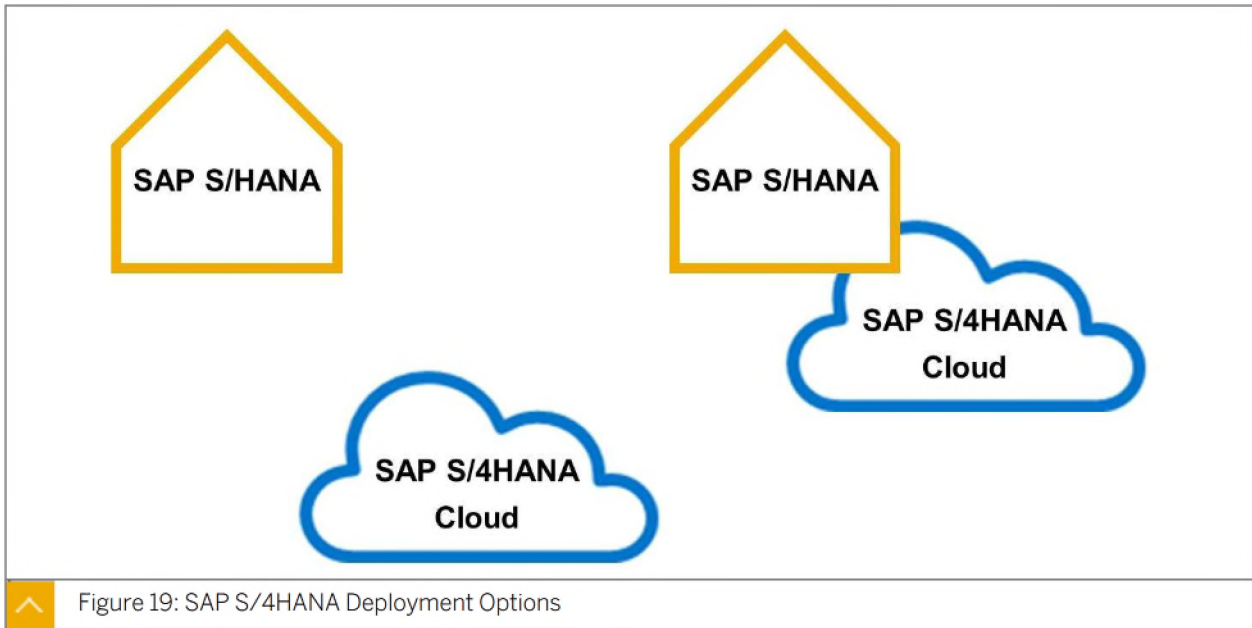 SAP S/HANA
SAP S/HANA
SAP S/4HANA
Cloud
SAP S/4HANA
Cloud
Figure 19: SAP S/4HANA Deployment Options